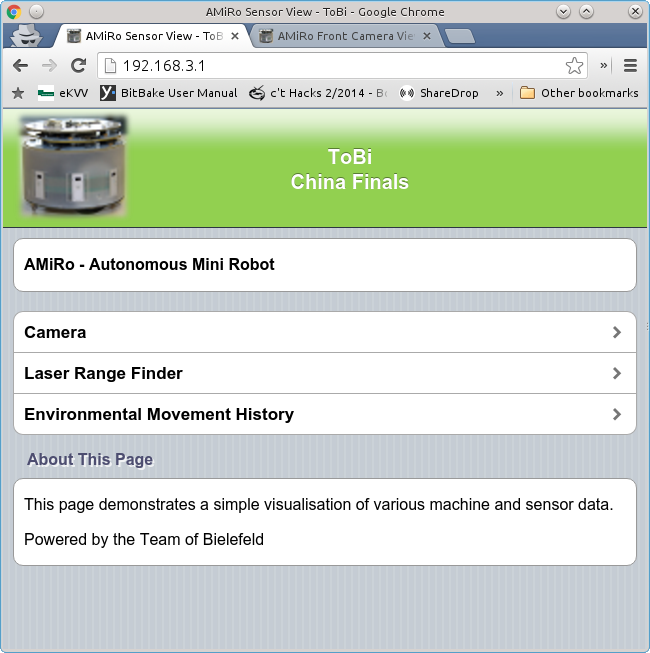 AMiRo Sensor View - ToBi - Google Chrome
AMiRo Sensor View - ToB
AMiRo Front Camera Vie
192.168.3.1
eKVV
BitBake User Manual
c't Hacks 2/2014 - Be
ShareDrop
»
Other bookmarks
ToBi
China Finals
AMiRo - Autonomous Mini Robot
Camera
Laser Range Finder
Environmental Movement History
About This Page
This page demonstrates a simple visualisation of various machine and sensor data.
Powered by the Team of Bielefeld